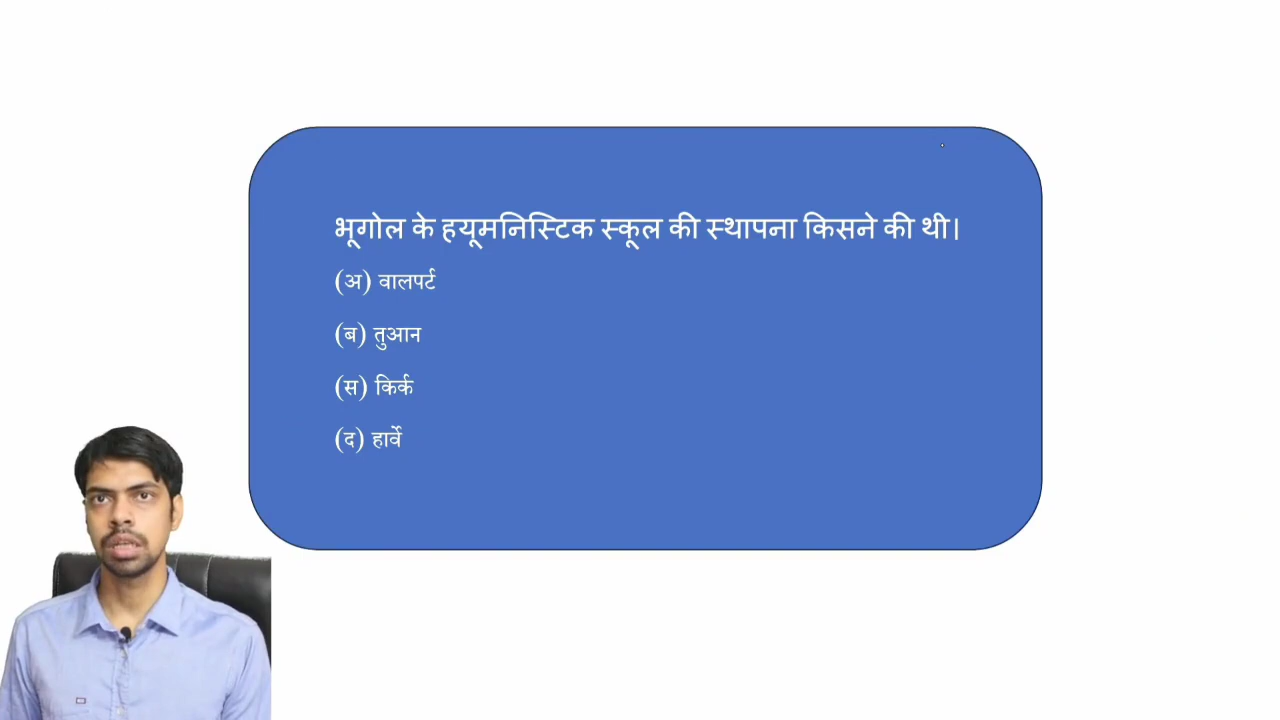 भूगोल के हयूमनिस्टिक स्कूल की स्थापना किसने की थी।
(अ) वालपर्ट
(ब) तुआन
(स) किर्क
(द) हार्वे